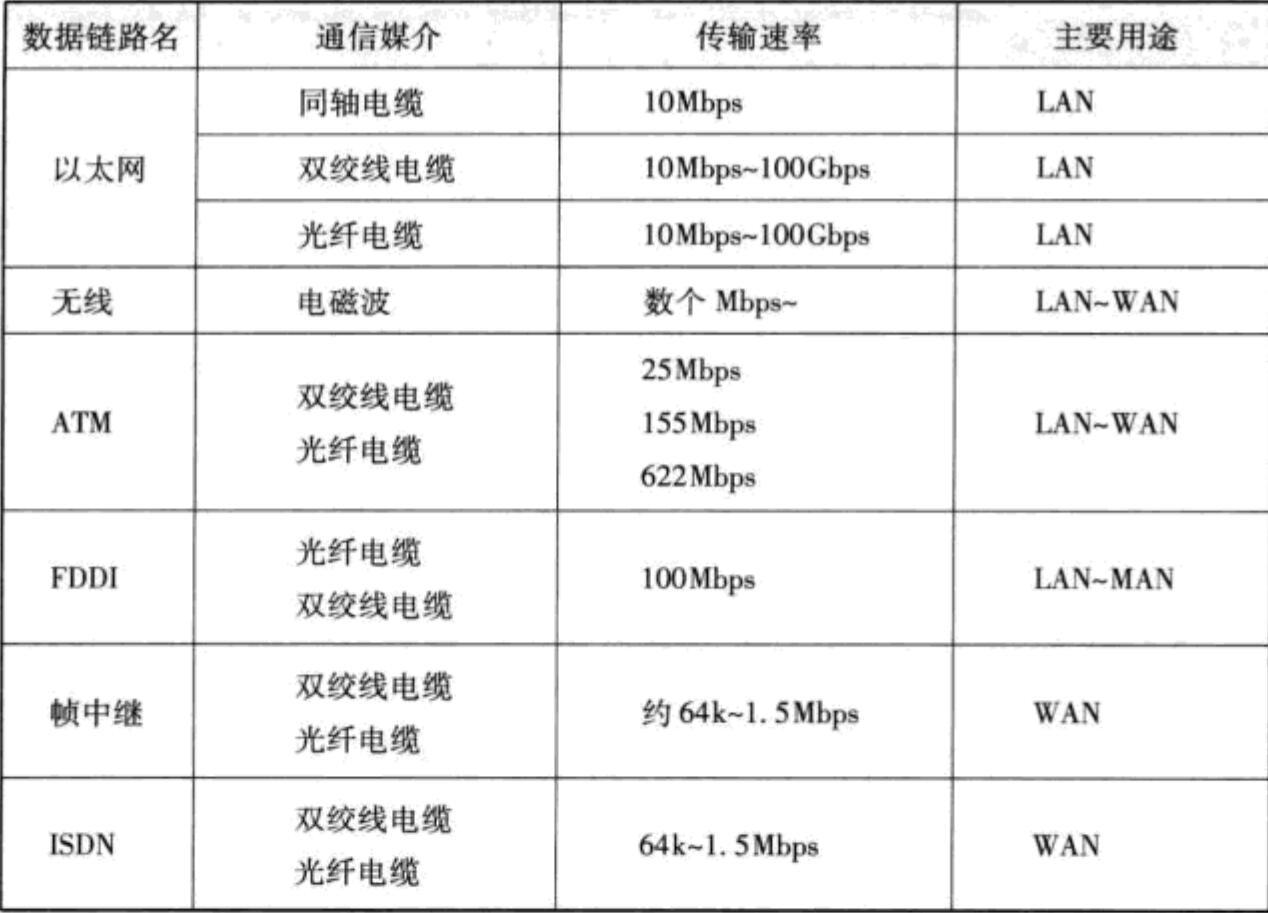 数据链路名 通信媒介 传输速率 主要用途
以太网 同轴电缆 10Mbps LAN
双绞线电缆 10Mbps~100Gbps LAN
光纤电缆 10Mbps~100Gbps LAN
无线 电磁波 数个 Mbps~ LAN~WAN
ATM 双绞线电缆 光纤电缆 25Mbps 155Mbps 622Mbps LAN~WAN
FDDI 光纤电缆 双绞线电缆 100Mbps LAN~MAN
帧中继 双绞线电缆 光纤电缆 约 64k~1.5Mbps WAN
ISDN 双绞线电缆 光纤电缆 64k~1.5Mbps WAN